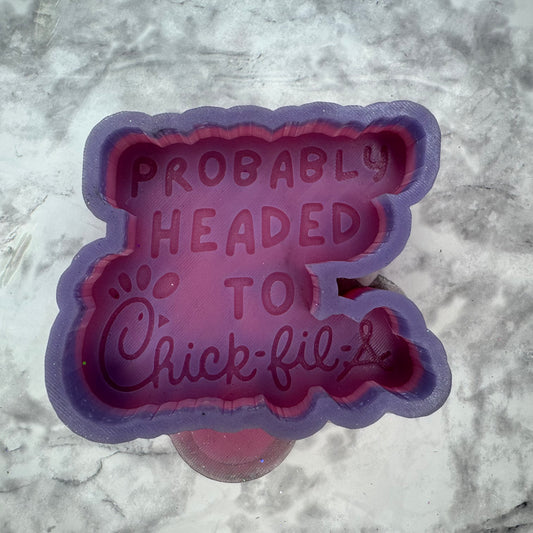 PROBABLY
HEADED
TO
Chick-fil-A